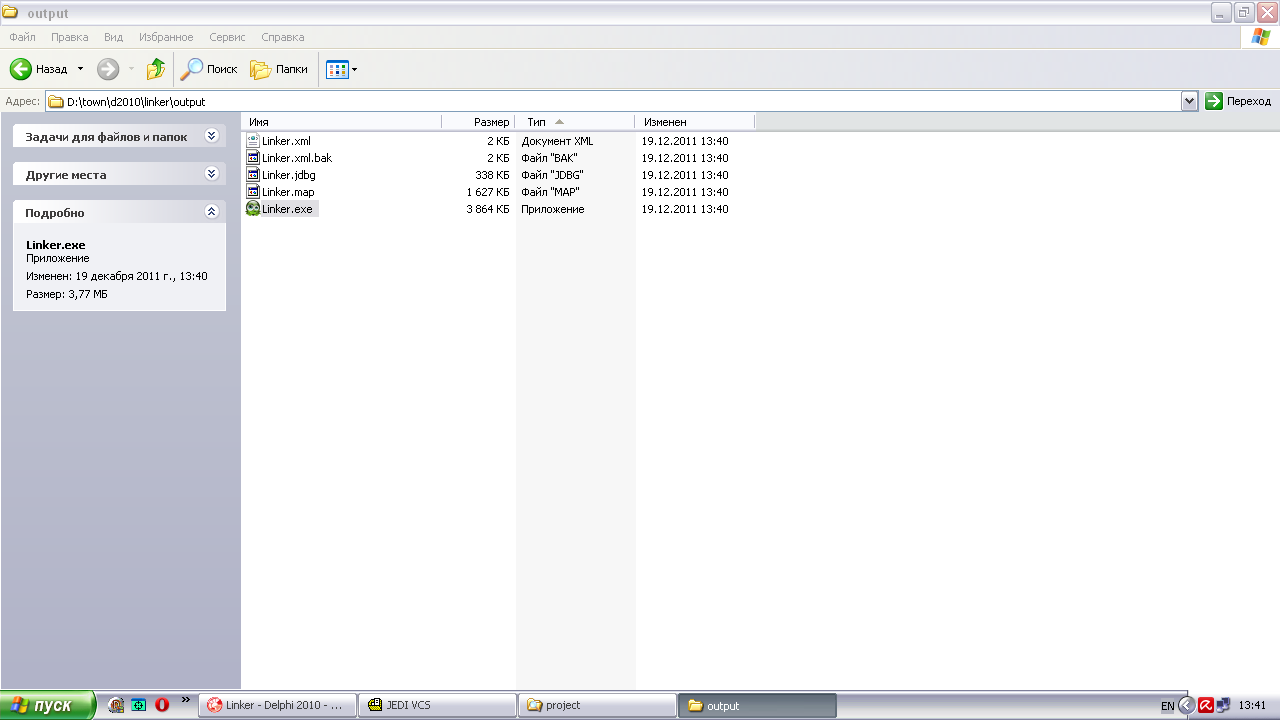 output
Файл Правка Вид Избранное Сервис Справка
Назад Поиск Папки
Адрес: D:\town\d2010\linker\output Переход
Задачи для файлов и папок
Другие места
Подробно
Linker.exe
Приложение
Изменен: 19 декабря 2011 г., 13:40
Размер: 3,77 МБ
Имя Размер Тип Изменен
Linker.xml 2 КБ Документ XML 19.12.2011 13:40
Linker.xml.bak 2 КБ Файл "BAK" 19.12.2011 13:40
Linker.jdbg 338 КБ Файл "JDBG" 19.12.2011 13:40
Linker.map 1 627 КБ Файл "MAP" 19.12.2011 13:40
Linker.exe 3 864 КБ Приложение 19.12.2011 13:40
пуск Linker - Delphi 2010 - ... JEDI VCS project output EN 13:41